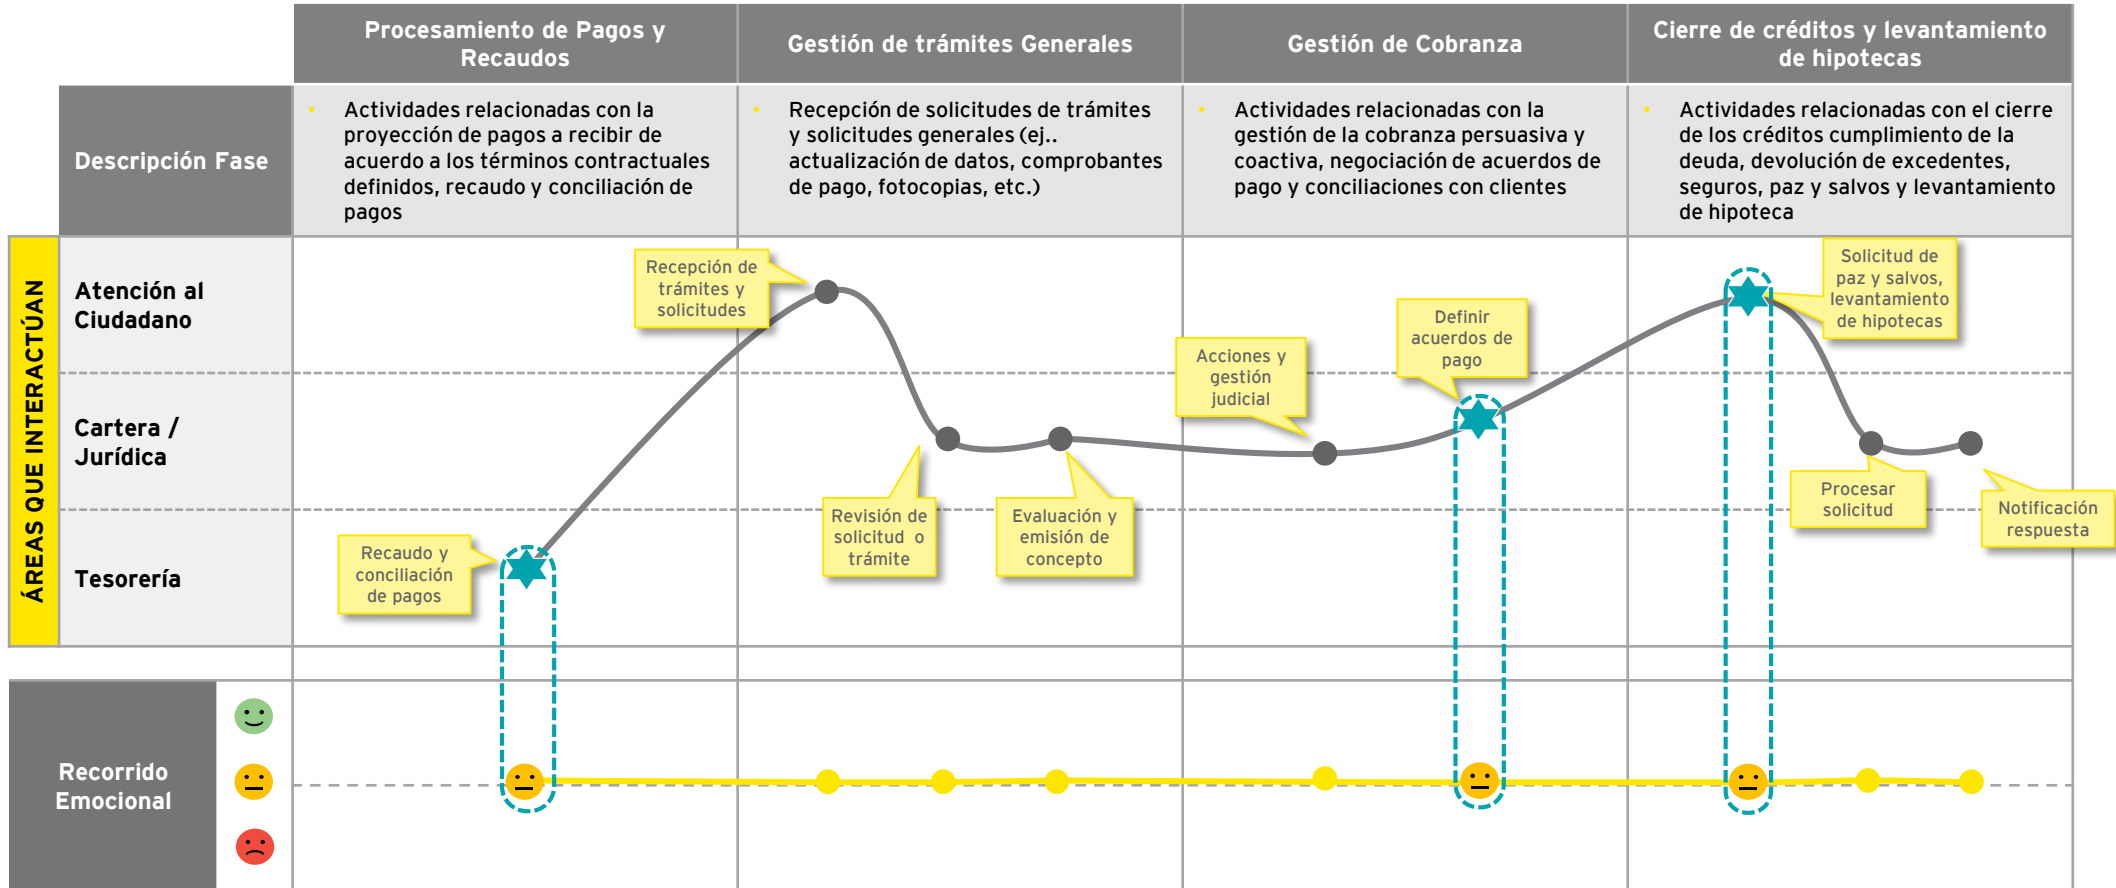 Procesamiento de Pagos y
Recaudos
Gestión de trámites Generales
Gestión de Cobranza
Cierre de créditos y levantamiento
de hipotecas
Descripción Fase
• Actividades relacionadas con la
proyección de pagos a recibir de
acuerdo a los términos contractuales
definidos, recaudo y conciliación de
pagos
• Recepción de solicitudes de trámites
y solicitudes generales (ej..
actualización de datos, comprobantes
de pago, fotocopias, etc.)
• Actividades relacionadas con la
gestión de la cobranza persuasiva y
coactiva, negociación de acuerdos de
pago y conciliaciones con clientes
• Actividades relacionadas con el cierre
de los créditos cumplimiento de la
deuda, devolución de excedentes,
seguros, paz y salvos y levantamiento
de hipoteca
ÁREAS QUE INTERACTÚAN
Atención al
Ciudadano
Recepción de
trámites y
solicitudes
Solicitud de
paz y salvos,
levantamiento
de hipotecas
Definir
acuerdos de
pago
Acciones y
gestión
judicial
Cartera /
Jurídica
Revisión de
solicitud o
trámite
Evaluación y
emisión de
concepto
Procesar
solicitud
Notificación
respuesta
Tesorería
Recaudo y
conciliación
de pagos
Recorrido
Emocional